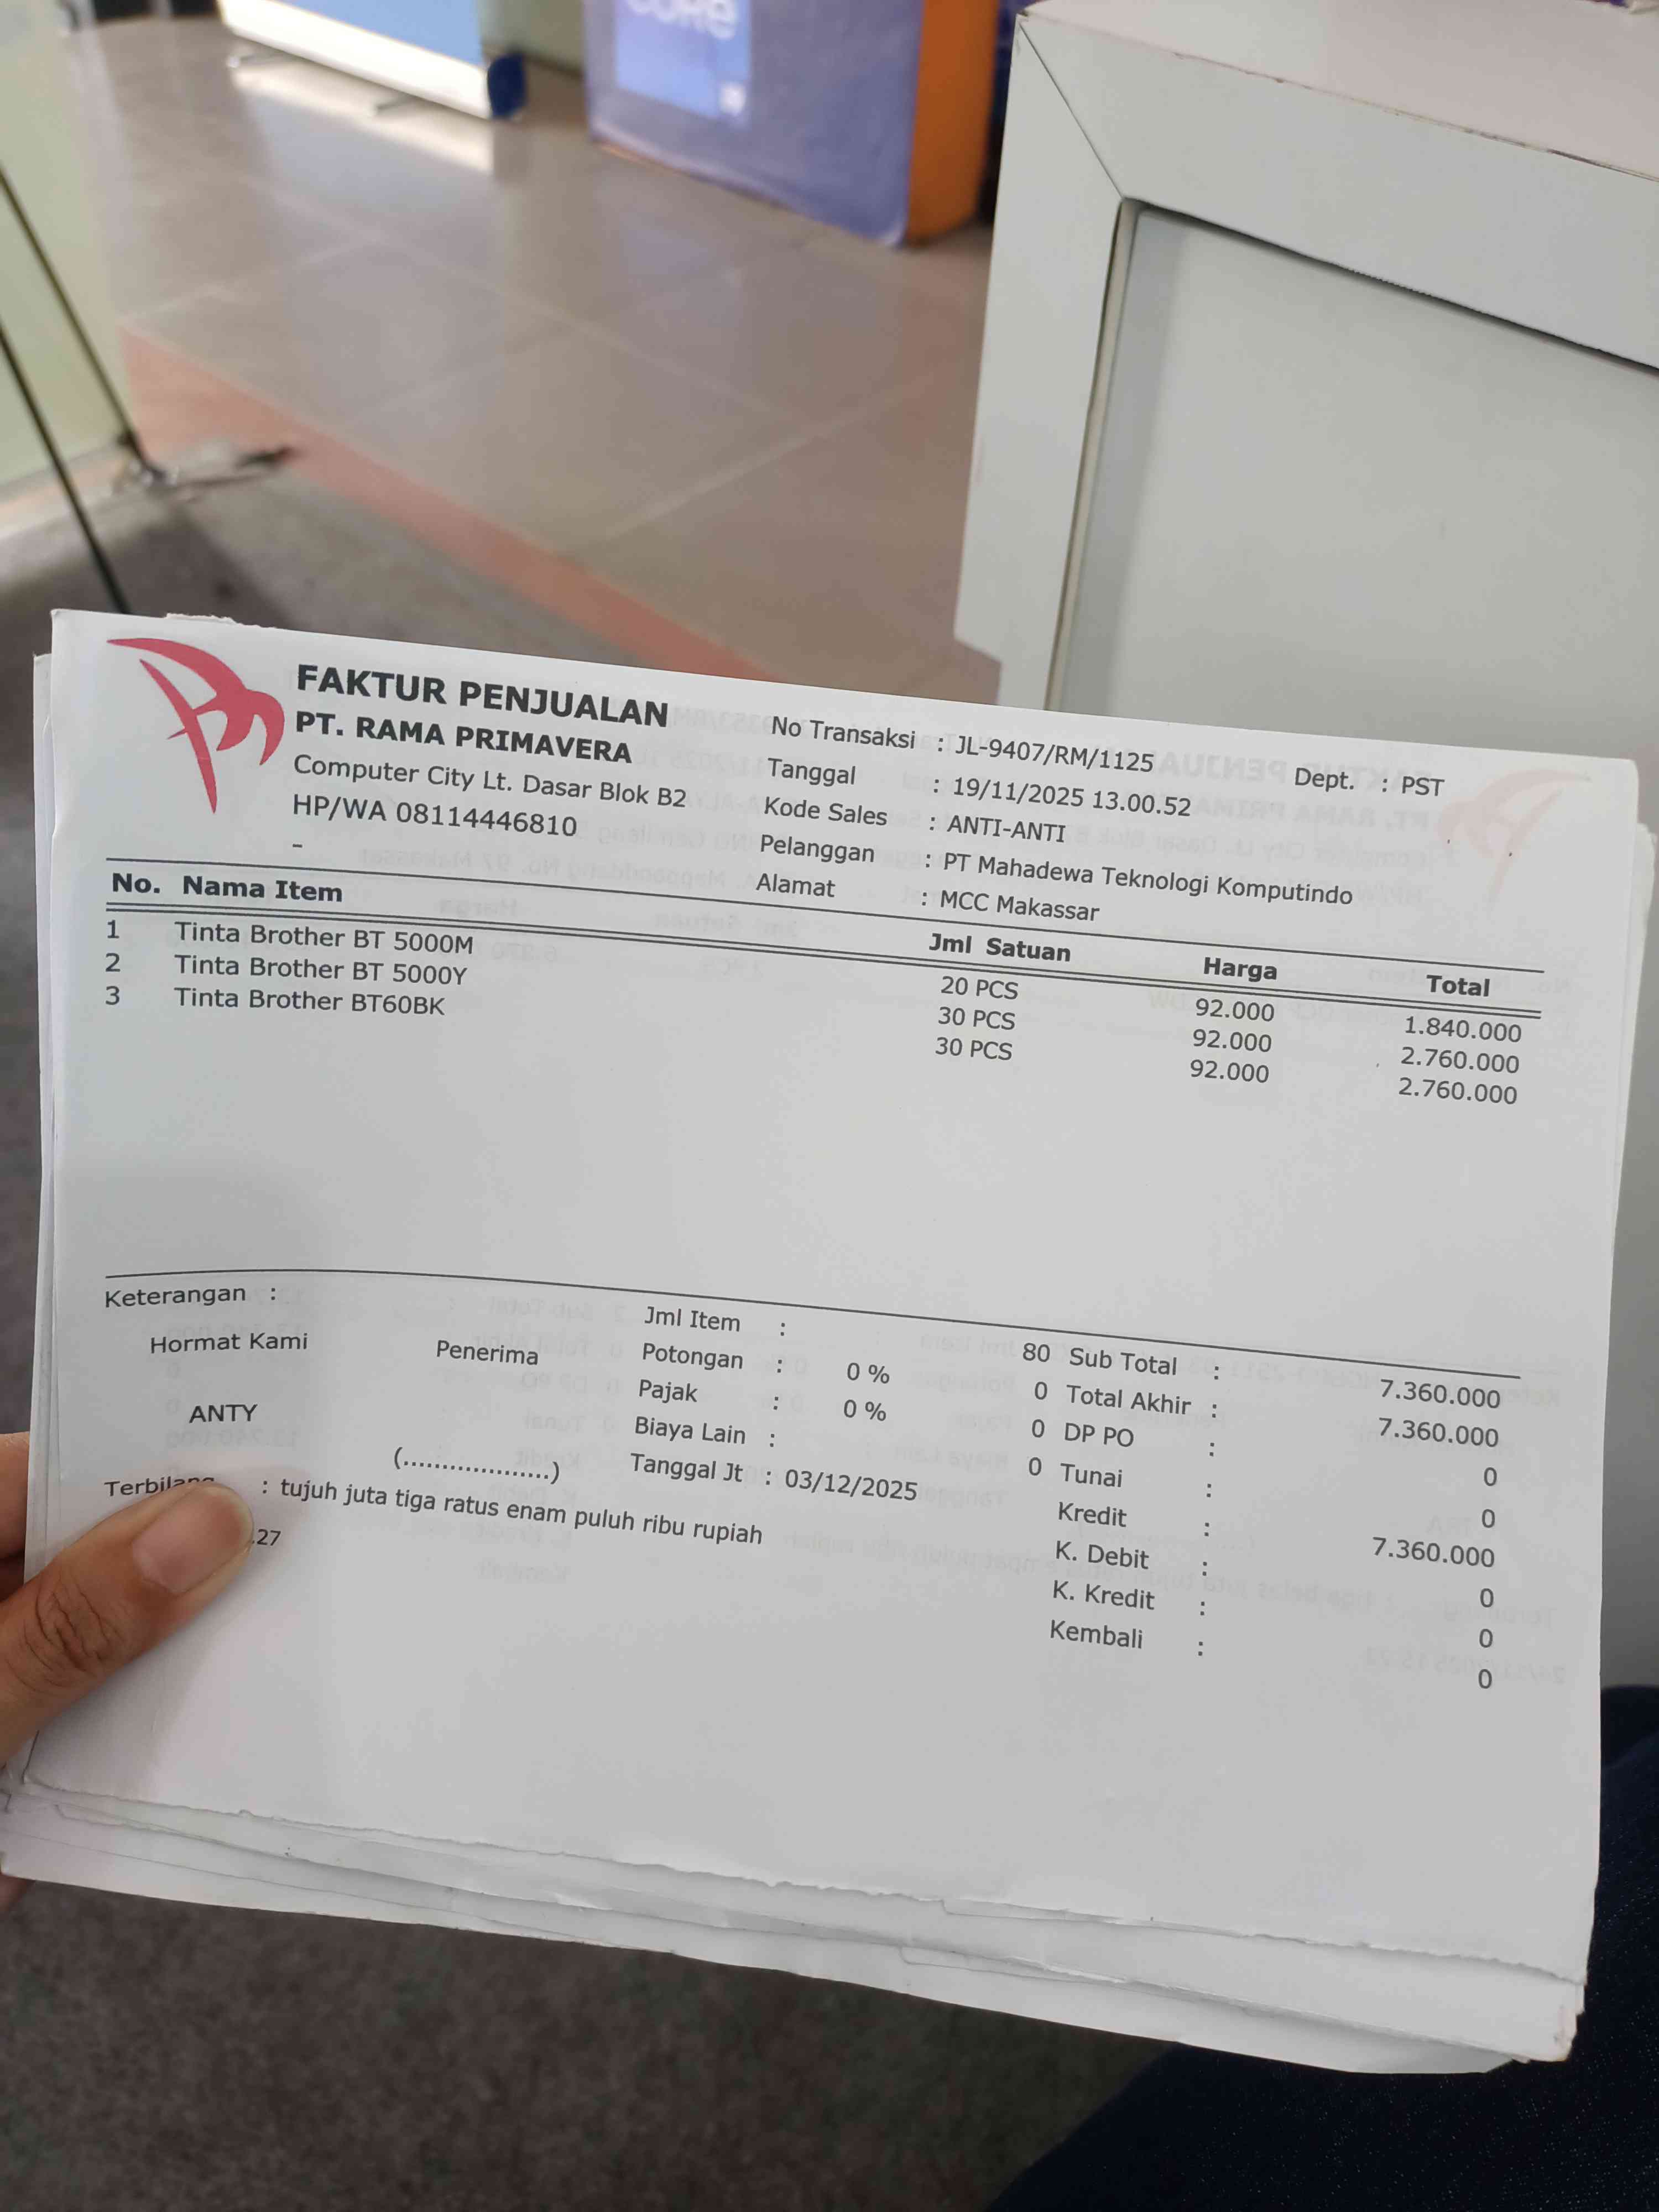 CORE
FAKTUR PENJUALAN
PT. RAMA PRIMAVERA
Computer City Lt. Dasar Blok B2
HP/WA 08114446810
-
No Transaksi : JL-9407/RM/1125 Dept. : PST
Tanggal : 19/11/2025 13.00.52
Kode Sales : ANTI-ANTI
Pelanggan : PT Mahadewa Teknologi Komputindo
Alamat : MCC Makassar
No. Nama Item Jml Satuan Harga Total
1 Tinta Brother BT 5000M 20 PCS 92.000 1.840.000
2 Tinta Brother BT 5000Y 30 PCS 92.000 2.760.000
3 Tinta Brother BT60BK 30 PCS 92.000 2.760.000
Keterangan :
Hormat Kami
Penerima
ANTY
(...................)
Jml Item : 80
Potongan : 0 % 0
Pajak : 0 % 0
Biaya Lain : 0
Tanggal Jt : 03/12/2025
Sub Total : 7.360.000
Total Akhir : 7.360.000
DP PO : 0
Tunai : 0
Kredit : 7.360.000
K. Debit : 0
K. Kredit : 0
Kembali : 0
: tujuh juta tiga ratus enam puluh ribu rupiah
.27